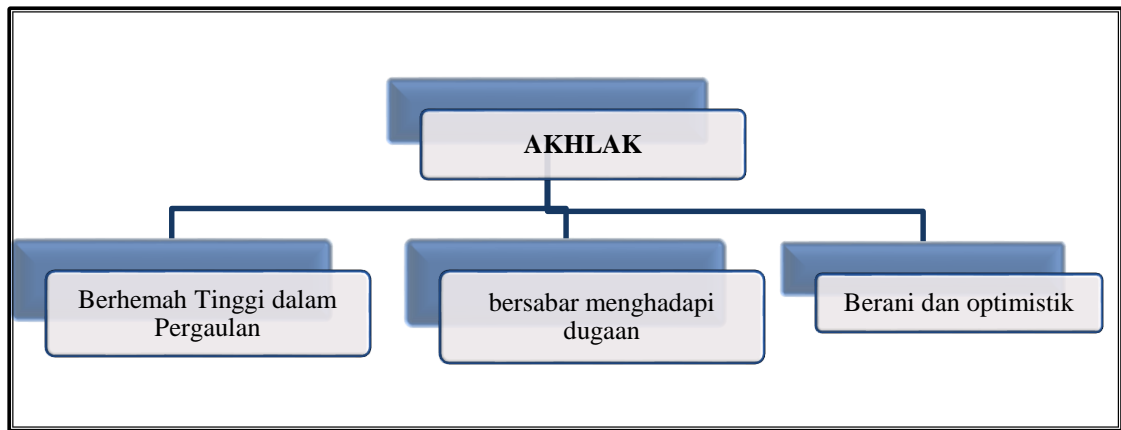 AKHLAK
Berhemah Tinggi dalam
Pergaulan
bersabar menghadapi
dugaan
Berani dan optimistik